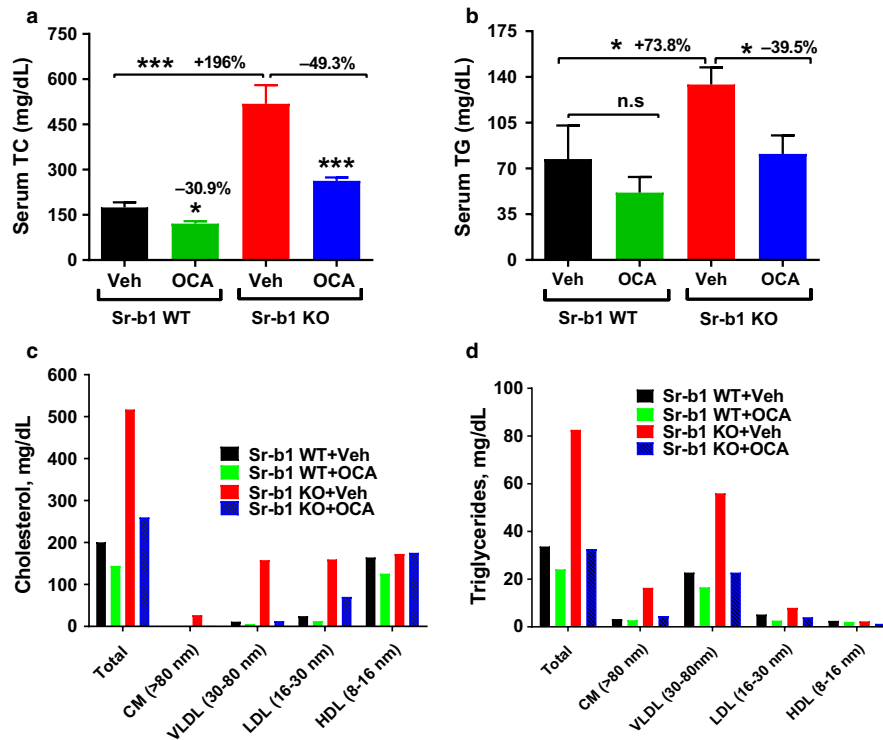 a
Serum TC (mg/dL)
750
600
450
300
150
0
*** +196%
–49.3%
–30.9%
*
***
Veh
OCA
Veh
OCA
Sr-b1 WT
Sr-b1 KO
b
Serum TG (mg/dL)
175
140
105
70
35
0
* +73.8%
* –39.5%
n.s
Veh
OCA
Veh
OCA
Sr-b1 WT
Sr-b1 KO
c
Cholesterol, mg/dL
600
500
400
300
200
100
0
Sr-b1 WT+Veh
Sr-b1 WT+OCA
Sr-b1 KO+Veh
Sr-b1 KO+OCA
Total
CM (>80 nm)
VLDL (30-80 nm)
LDL (16-30 nm)
HDL (8-16 nm)
d
Triglycerides, mg/dL
100
80
60
40
20
0
Sr-b1 WT+Veh
Sr-b1 WT+OCA
Sr-b1 KO+Veh
Sr-b1 KO+OCA
Total
CM (>80 nm)
VLDL (30-80nm)
LDL (16-30 nm)
HDL (8-16 nm)